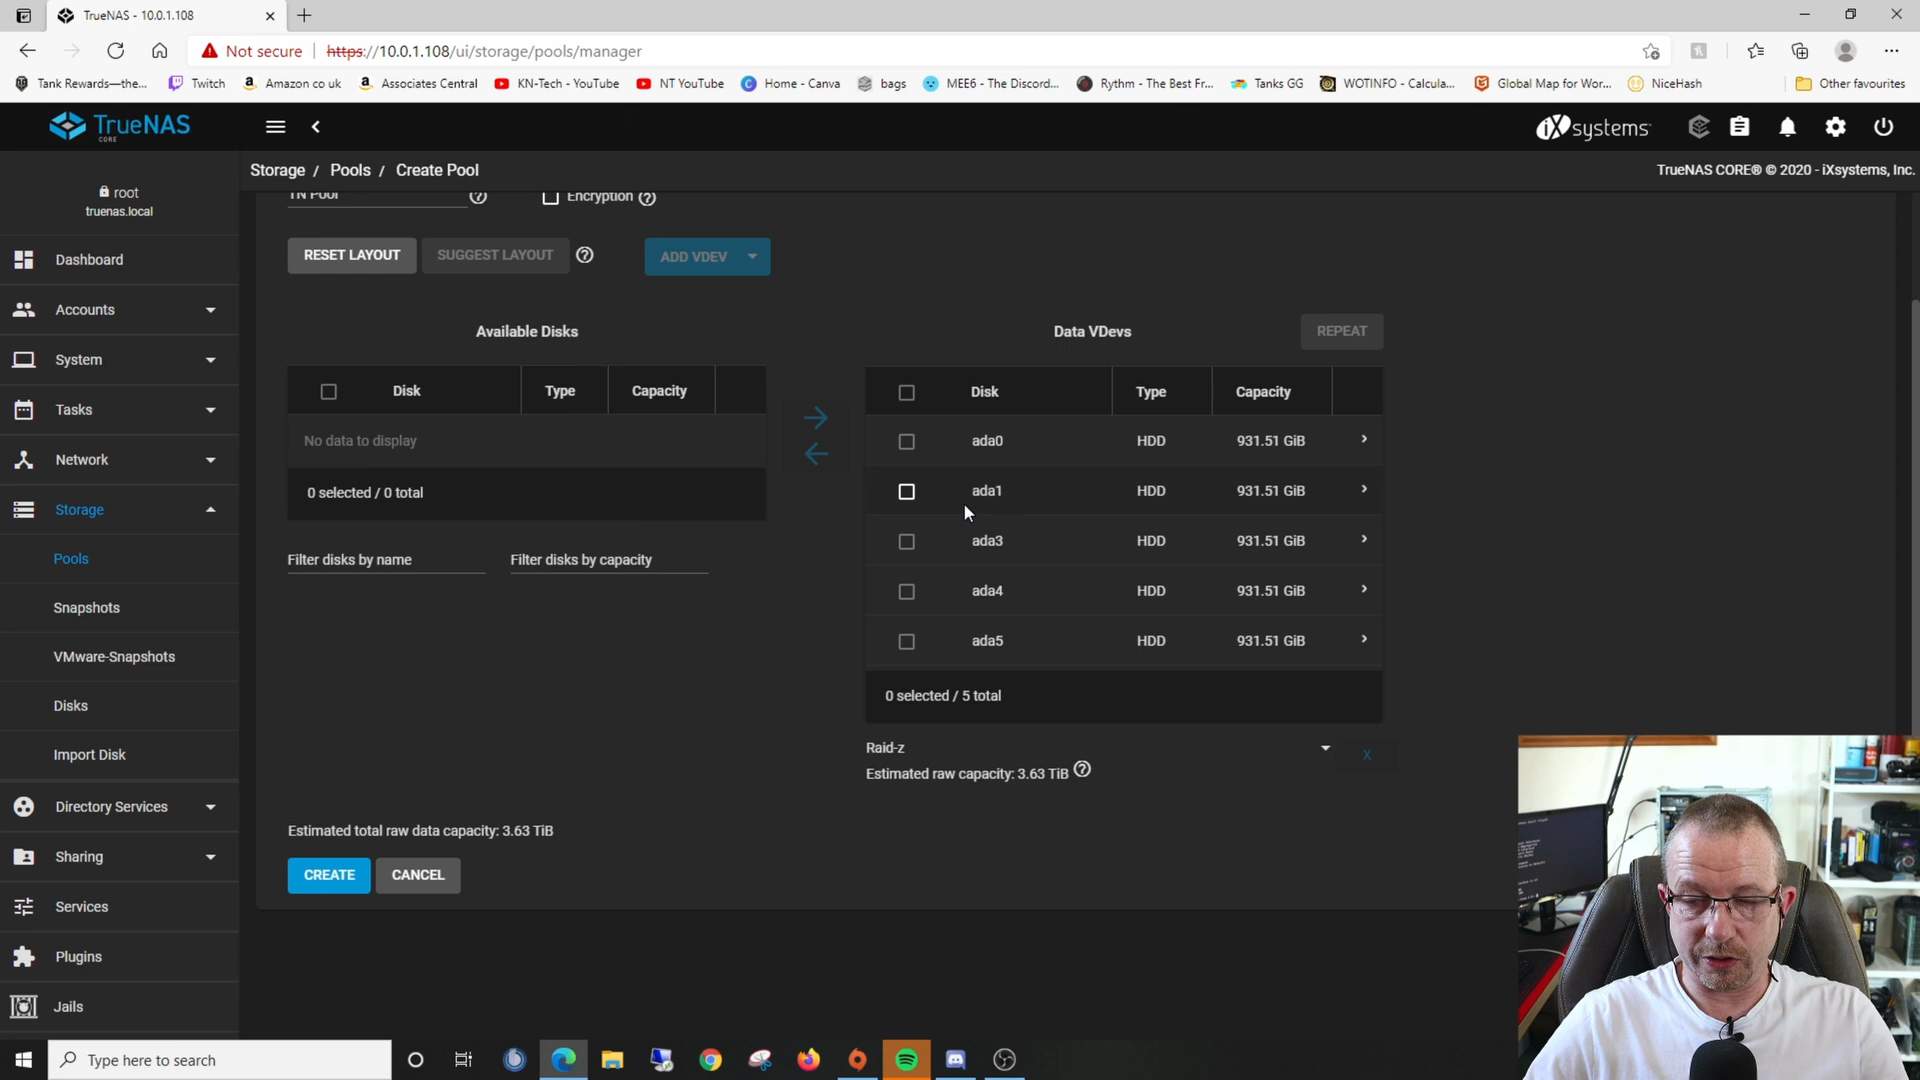 TrueNAS - 10.0.1.108
Not secure
https://10.0.1.108/ui/storage/pools/manager
Tank Rewards—the...
Twitch
Amazon co uk
Associates Central
KN-Tech - YouTube
NT YouTube
Home - Canva
bags
MEE6 - The Discord...
Rythm - The Best Fr...
Tanks GG
WOTINFO - Calcula...
Global Map for Wor...
NiceHash
Other favourites
TrueNAS
CORE
iXsystems
Storage / Pools / Create Pool
TrueNAS CORE® © 2020 - iXsystems, Inc.
root
truenas.local
Dashboard
Accounts
System
Tasks
Network
Storage
Pools
Snapshots
VMware-Snapshots
Disks
Import Disk
Directory Services
Sharing
Services
Plugins
Jails
TN Pool
Encryption
RESET LAYOUT
SUGGEST LAYOUT
ADD VDEV
Available Disks
Disk Type Capacity
No data to display
0 selected / 0 total
Filter disks by name
Filter disks by capacity
Data VDevs
REPEAT
Disk Type Capacity
ada0 HDD 931.51 GiB
ada1 HDD 931.51 GiB
ada3 HDD 931.51 GiB
ada4 HDD 931.51 GiB
ada5 HDD 931.51 GiB
0 selected / 5 total
Raid-z
X
Estimated raw capacity: 3.63 TiB
Estimated total raw data capacity: 3.63 TiB
CREATE
CANCEL
Type here to search